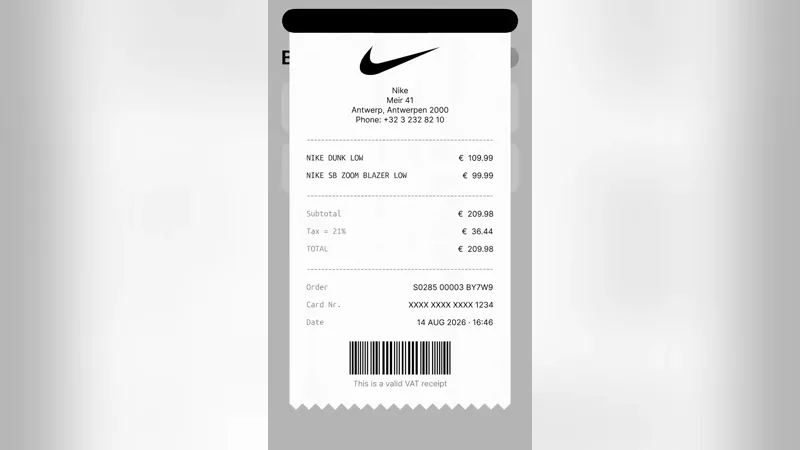 Nike
Meir 41
Antwerp, Antwerpen 2000
Phone: +32 3 232 82 10
NIKE DUNK LOW € 109.99
NIKE SB ZOOM BLAZER LOW € 99.99
Subtotal € 209.98
Tax = 21% € 36.44
TOTAL € 209.98
Order S0285 00003 BY7W9
Card Nr. XXXX XXXX XXXX 1234
Date 14 AUG 2026 · 16:46
This is a valid VAT receipt